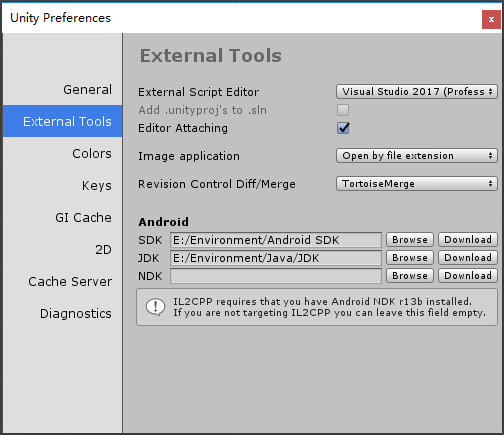 Unity Preferences
x
General
External Tools
Colors
Keys
GI Cache
2D
Cache Server
Diagnostics
External Tools
External Script Editor Visual Studio 2017 (Profess
Add .unityproj's to .sln
Editor Attaching
Image application Open by file extension
Revision Control Diff/Merge TortoiseMerge
Android
SDK E:/Environment/Android SDK Browse Download
JDK E:/Environment/Java/JDK Browse Download
NDK Browse Download
IL2CPP requires that you have Android NDK r13b installed.
If you are not targeting IL2CPP you can leave this field empty.